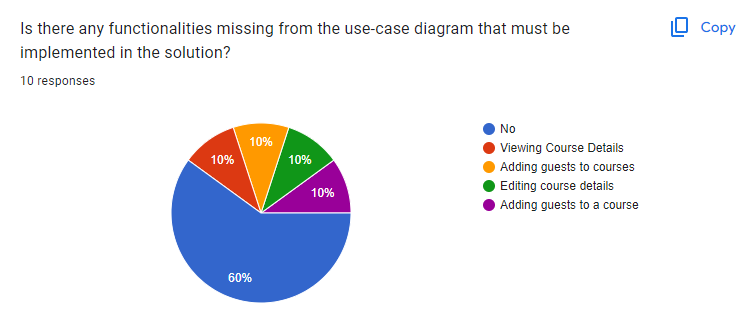 Is there any functionalities missing from the use-case diagram that must be
implemented in the solution?
Copy
10 responses
No
Viewing Course Details
Adding guests to courses
Editing course details
Adding guests to a course
10%
10%
10%
10%
60%